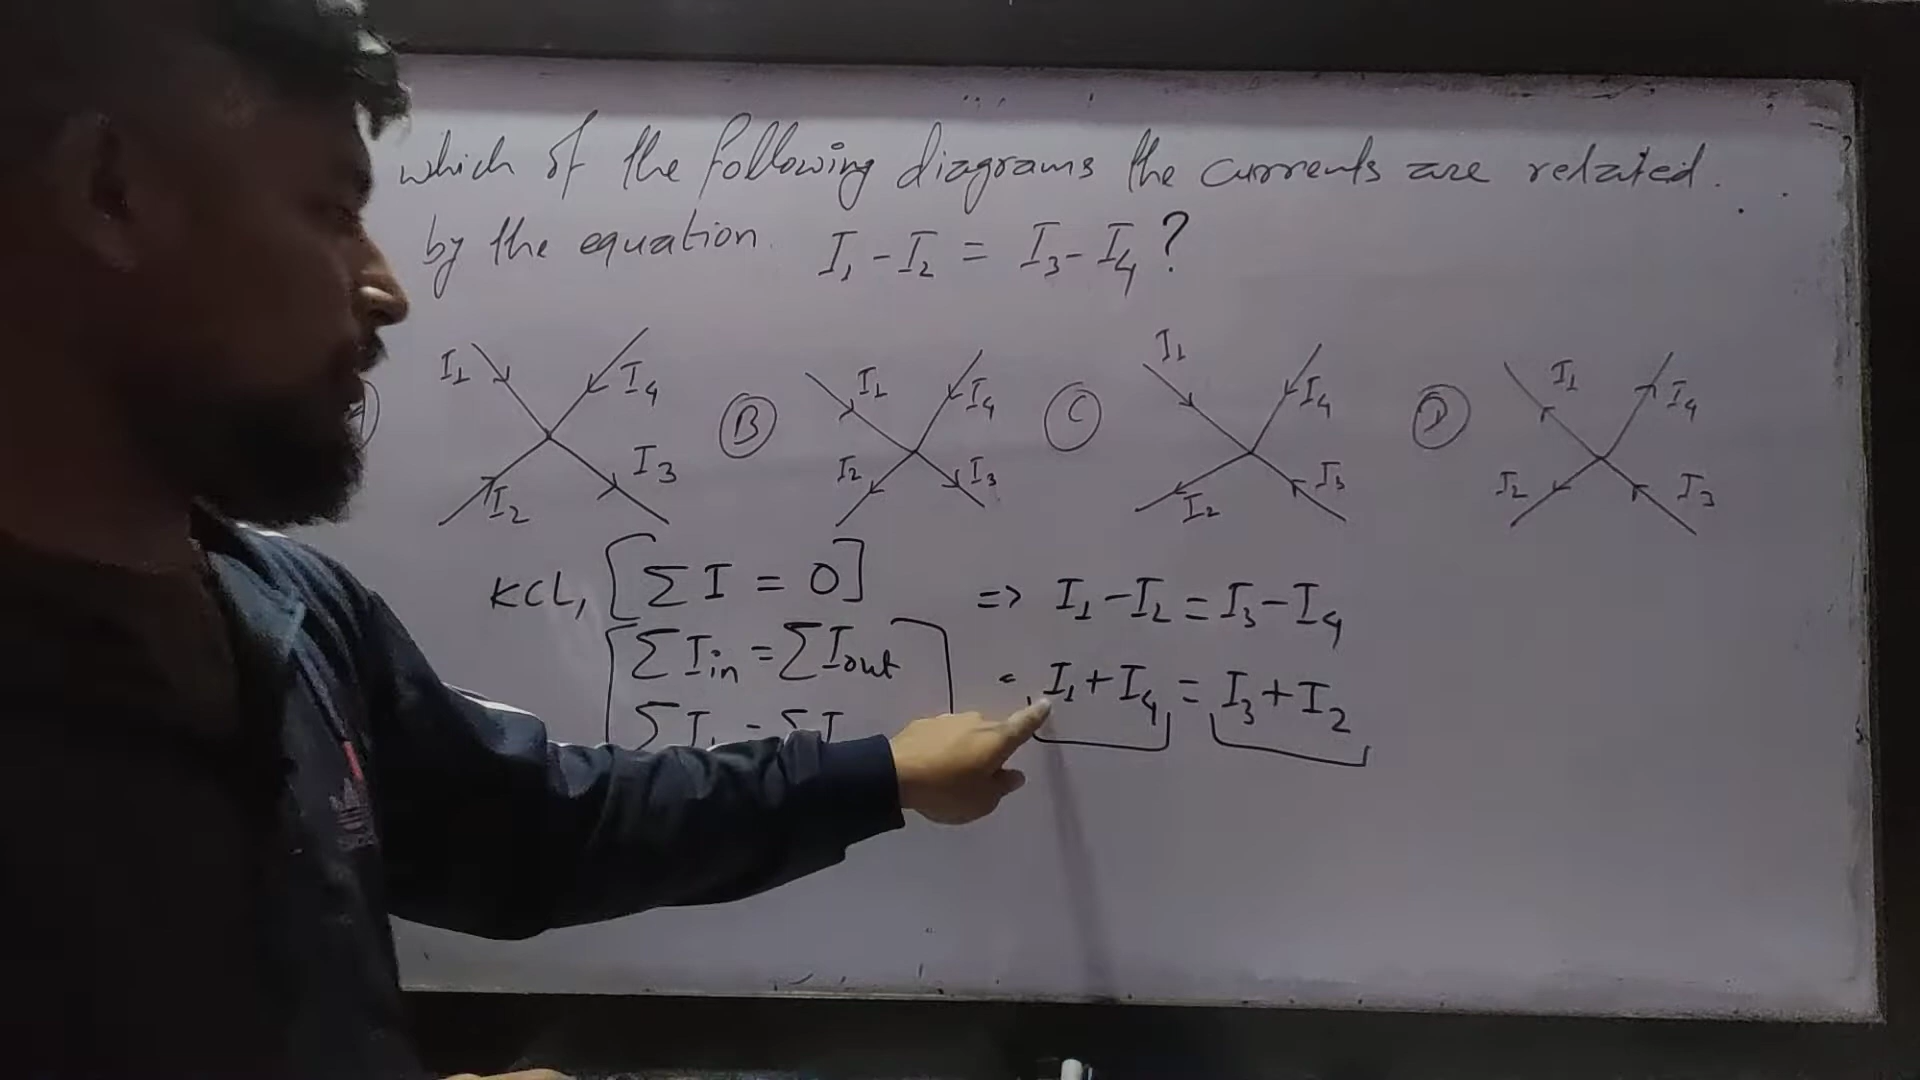 which of the following diagrams the currents are related.
by the equation. I₁ - I₂ = I₃ - I₄ ?
A I₁ I₄ I₂ I₃
B I₁ I₄ I₂ I₃
C I₁ I₄ I₂ I₃
D I₁ I₄ I₂ I₃
KCL, [ΣI = 0]
ΣIin = ΣIout
=> I₁ - I₂ = I₃ - I₄
= I₁ + I₄ = I₃ + I₂